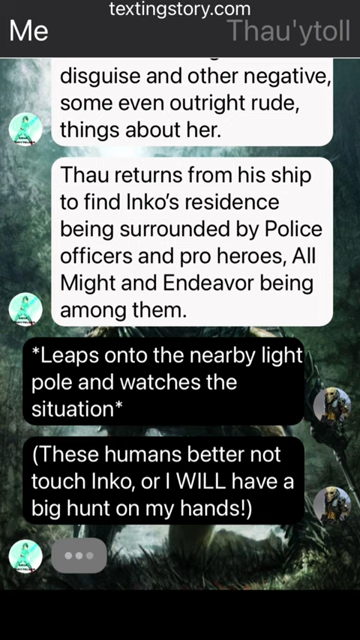 textingstory.com
Me
Thau'ytoll
disguise and other negative,
some even outright rude,
things about her.
Thau returns from his ship
to find Inko's residence
being surrounded by Police
officers and pro heroes, All
Might and Endeavor being
among them.
*Leaps onto the nearby light
pole and watches the
situation*
(These humans better not
touch Inko, or I WILL have a
big hunt on my hands!)